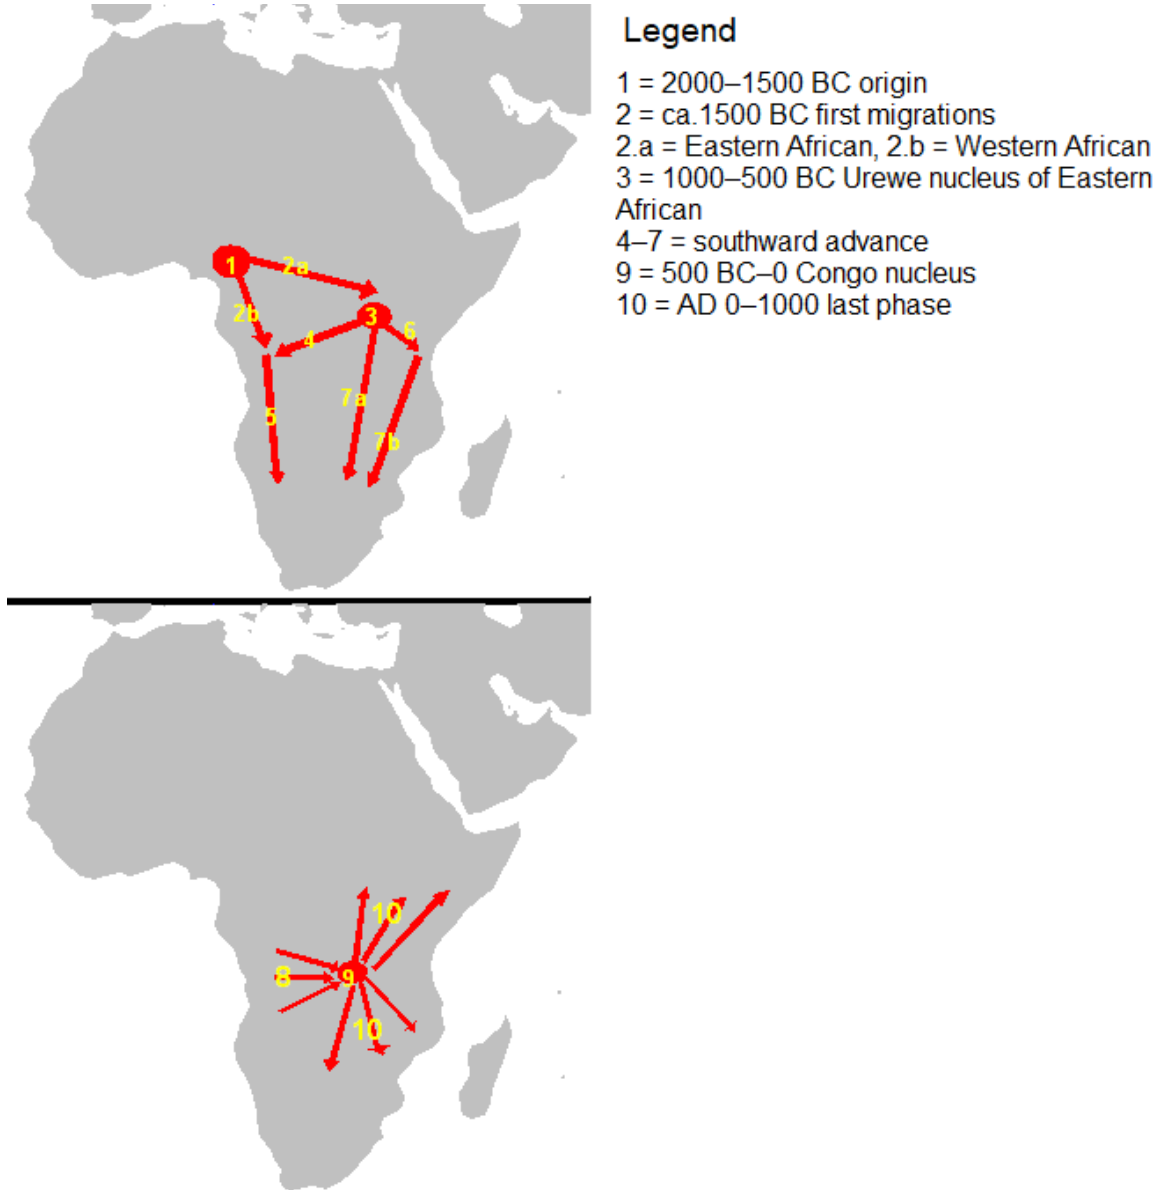 Legend
1 = 2000–1500 BC origin
2 = ca.1500 BC first migrations
2.a = Eastern African, 2.b = Western African
3 = 1000–500 BC Urewe nucleus of Eastern
African
4–7 = southward advance
9 = 500 BC–0 Congo nucleus
10 = AD 0–1000 last phase
1
2a
2b
3
6
4
7a
5
7b
10
8
9
10